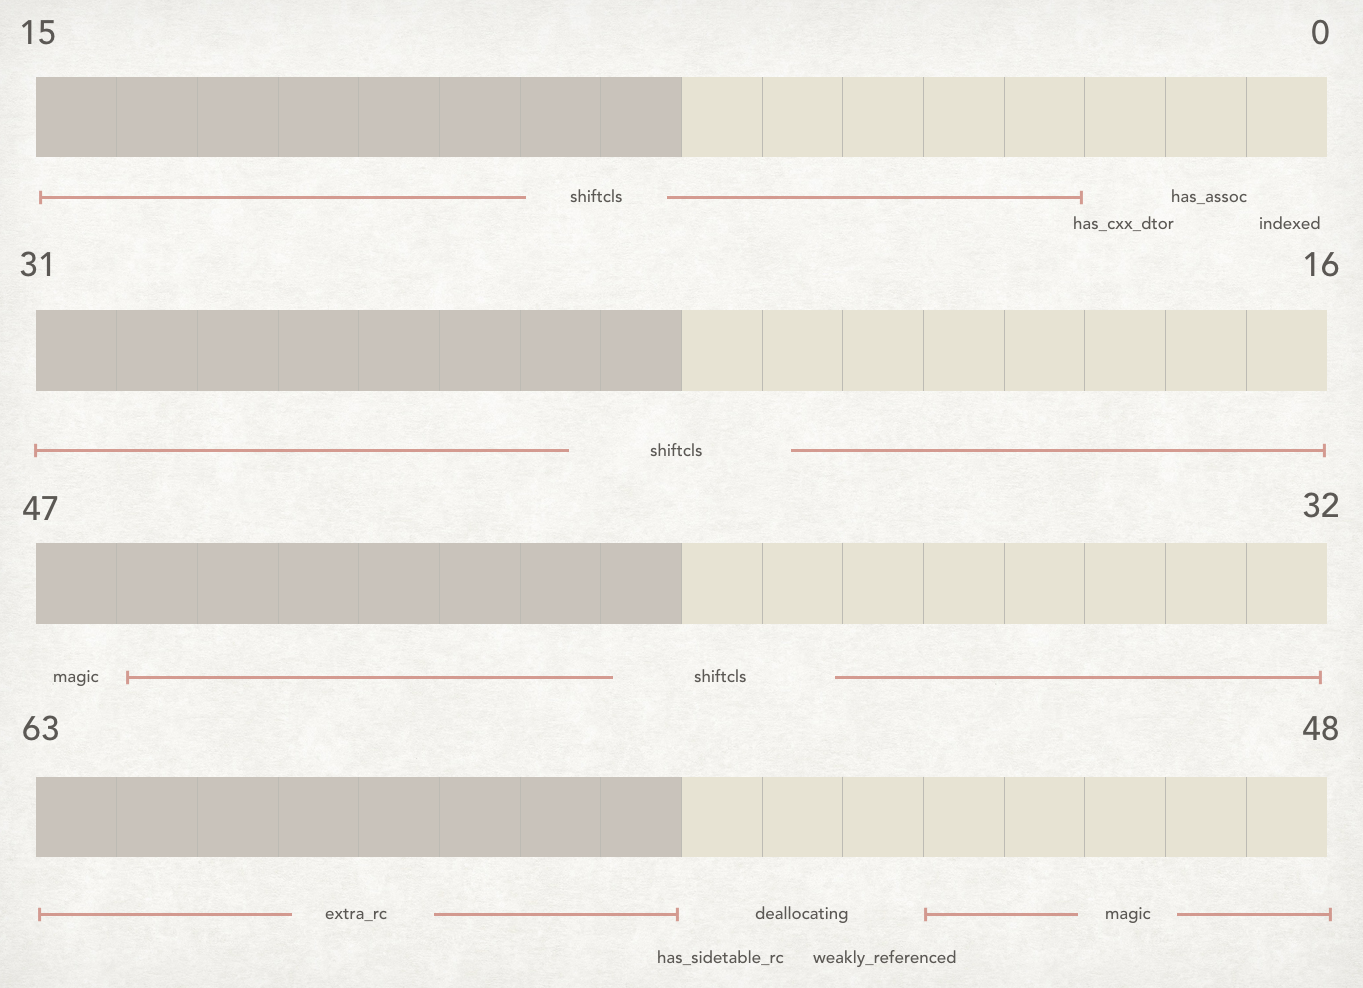 15 0
shiftcls has_assoc
has_cxx_dtor indexed
31 16
shiftcls
47 32
magic shiftcls
63 48
extra_rc deallocating magic
has_sidetable_rc weakly_referenced